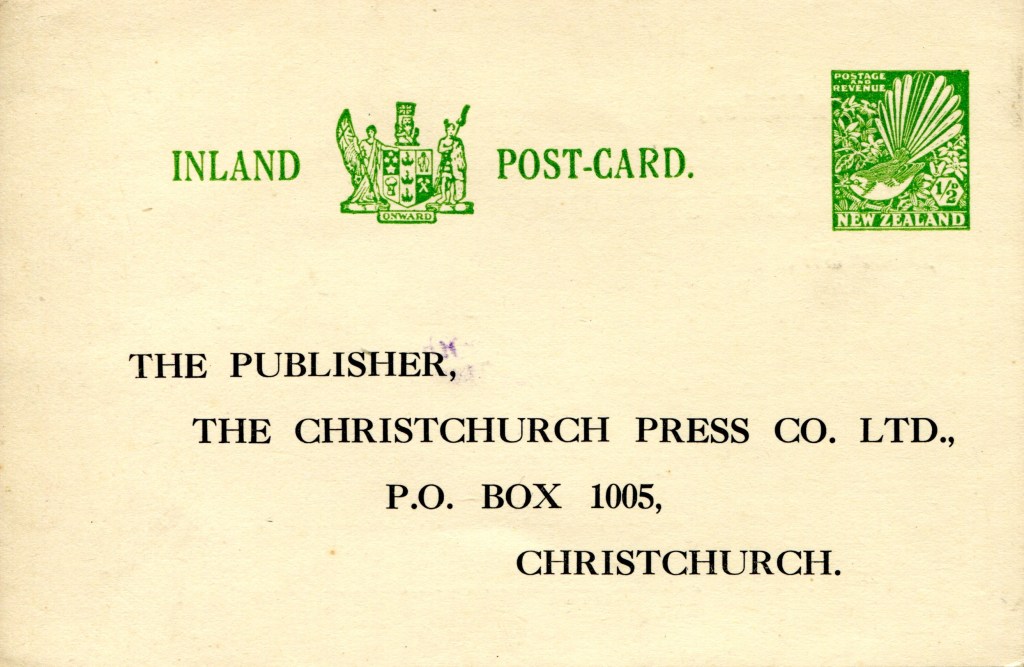 POSTAGE
AND
REVENUE
INLAND POST-CARD.
ONWARD
1/2D
NEW ZEALAND
THE PUBLISHER,
THE CHRISTCHURCH PRESS CO. LTD.,
P.O. BOX 1005,
CHRISTCHURCH.